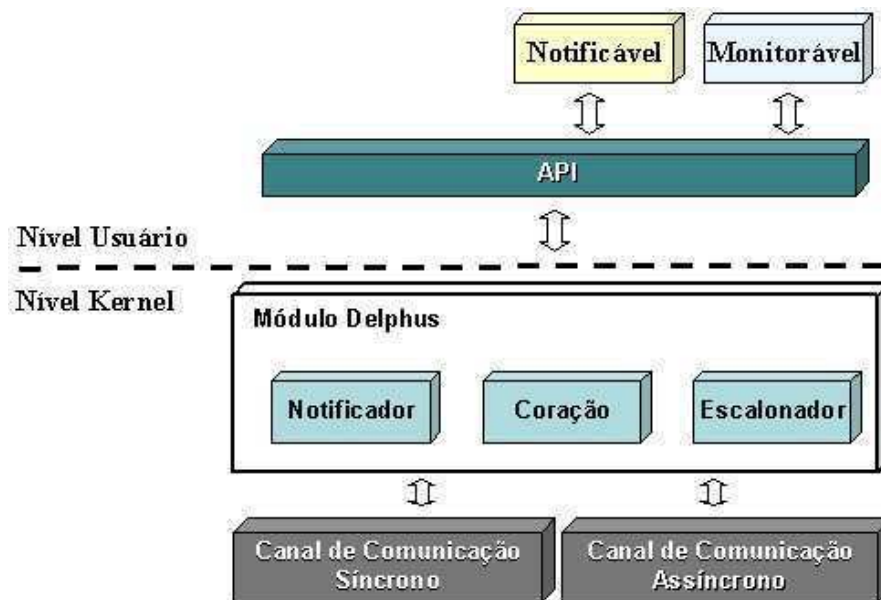 Notificável
Monitorável
API
Nível Usuário
Nível Kernel
Módulo Delphus
Notificador
Coração
Escalonador
Canal de Comunicação
Síncrono
Canal de Comunicação
Assíncrono